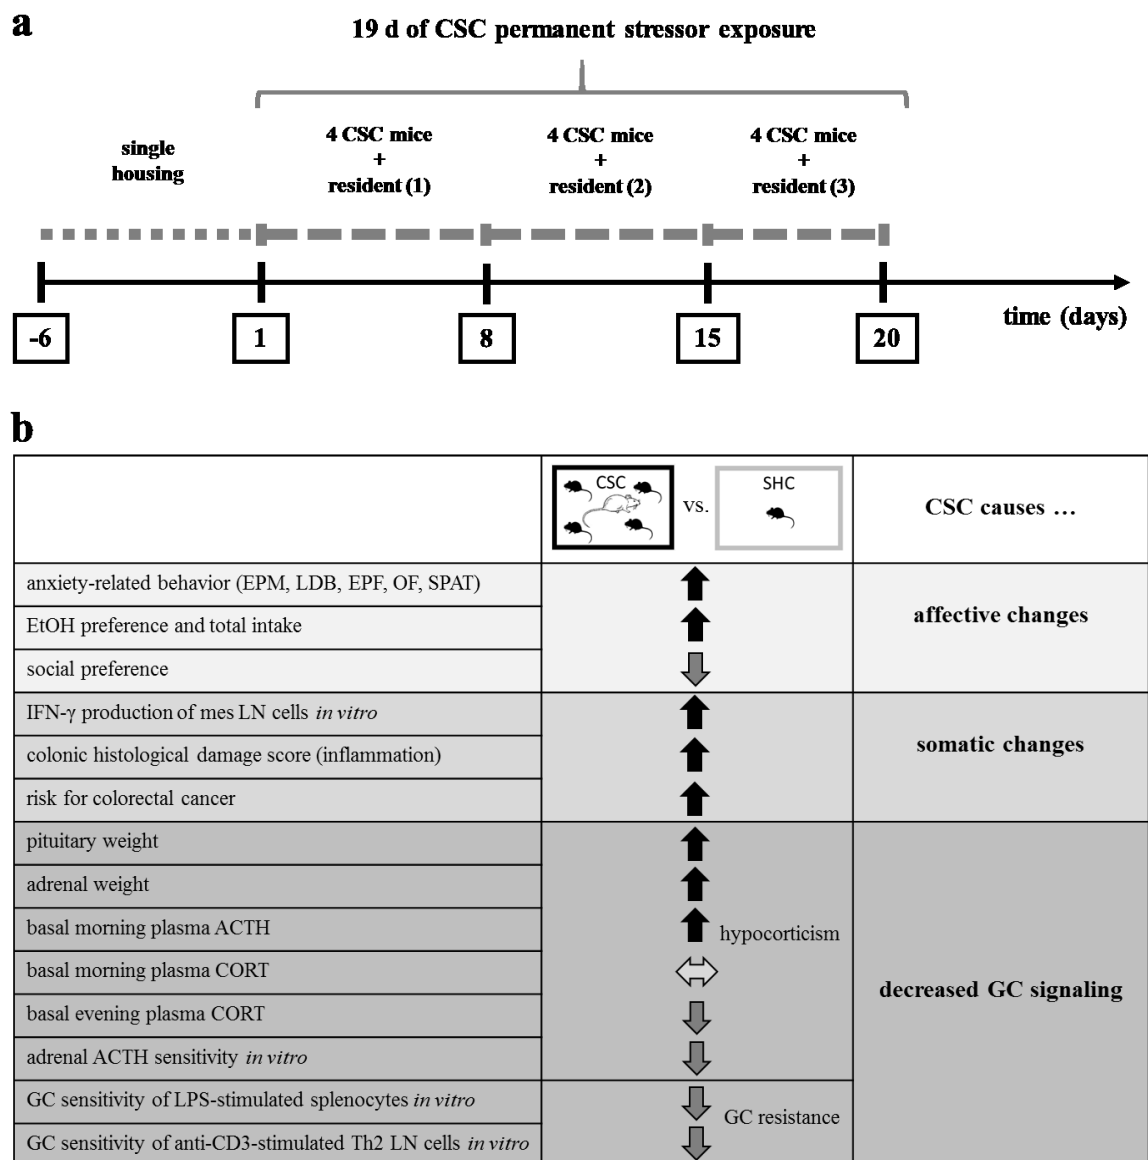 a
19 d of CSC permanent stressor exposure
single
housing
4 CSC mice
+
resident (1)
4 CSC mice
+
resident (2)
4 CSC mice
+
resident (3)
time (days)
-6
1
8
15
20
b
CSC
vs.
SHC
CSC causes ...
anxiety-related behavior (EPM, LDB, EPF, OF, SPAT)
EtOH preference and total intake
social preference
affective changes
IFN-γ production of mes LN cells in vitro
colonic histological damage score (inflammation)
risk for colorectal cancer
somatic changes
pituitary weight
adrenal weight
basal morning plasma ACTH
hypocorticism
basal morning plasma CORT
basal evening plasma CORT
adrenal ACTH sensitivity in vitro
decreased GC signaling
GC sensitivity of LPS-stimulated splenocytes in vitro
GC resistance
GC sensitivity of anti-CD3-stimulated Th2 LN cells in vitro